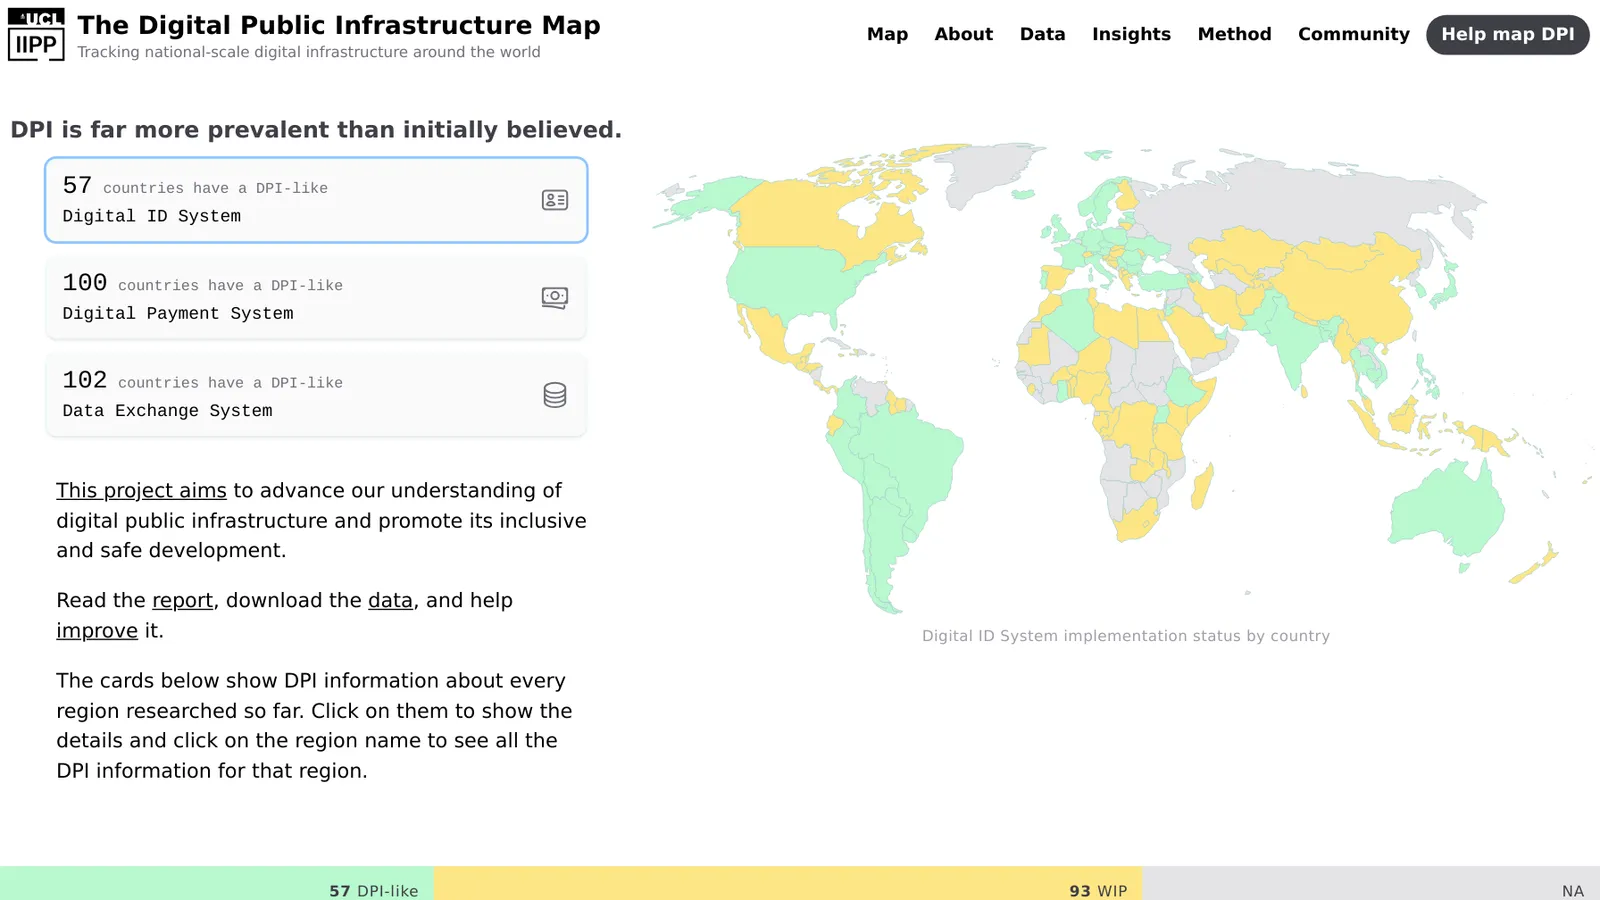 UCL
IIPP
The Digital Public Infrastructure Map
Tracking national-scale digital infrastructure around the world
Map
About
Data
Insights
Method
Community
Help map DPI
DPI is far more prevalent than initially believed.
57 countries have a DPI-like
Digital ID System
100 countries have a DPI-like
Digital Payment System
102 countries have a DPI-like
Data Exchange System
This project aims to advance our understanding of
digital public infrastructure and promote its inclusive
and safe development.
Read the report, download the data, and help
improve it.
The cards below show DPI information about every
region researched so far. Click on them to show the
details and click on the region name to see all the
DPI information for that region.
Digital ID System implementation status by country
57 DPI-like
93 WIP
NA